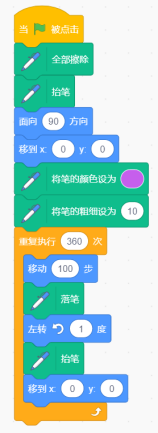 当 被点击
全部擦除
抬笔
面向 90 方向
移到 x: 0 y: 0
将笔的颜色设为
将笔的粗细设为 10
重复执行 360 次
移动 100 步
落笔
左转 1 度
抬笔
移到 x: 0 y: 0